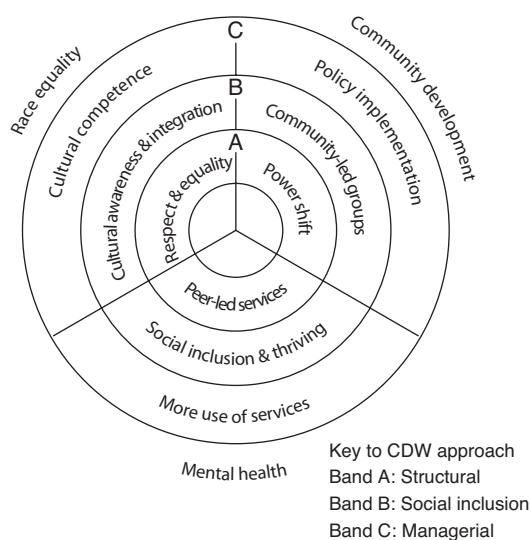 C
Race equality
Community development
Cultural competence
Policy implementation
B
Cultural awareness & integration
Community-led groups
A
Respect & equality
Power shift
Peer-led services
Social inclusion & thriving
More use of services
Mental health
Key to CDW approach
Band A: Structural
Band B: Social inclusion
Band C: Managerial